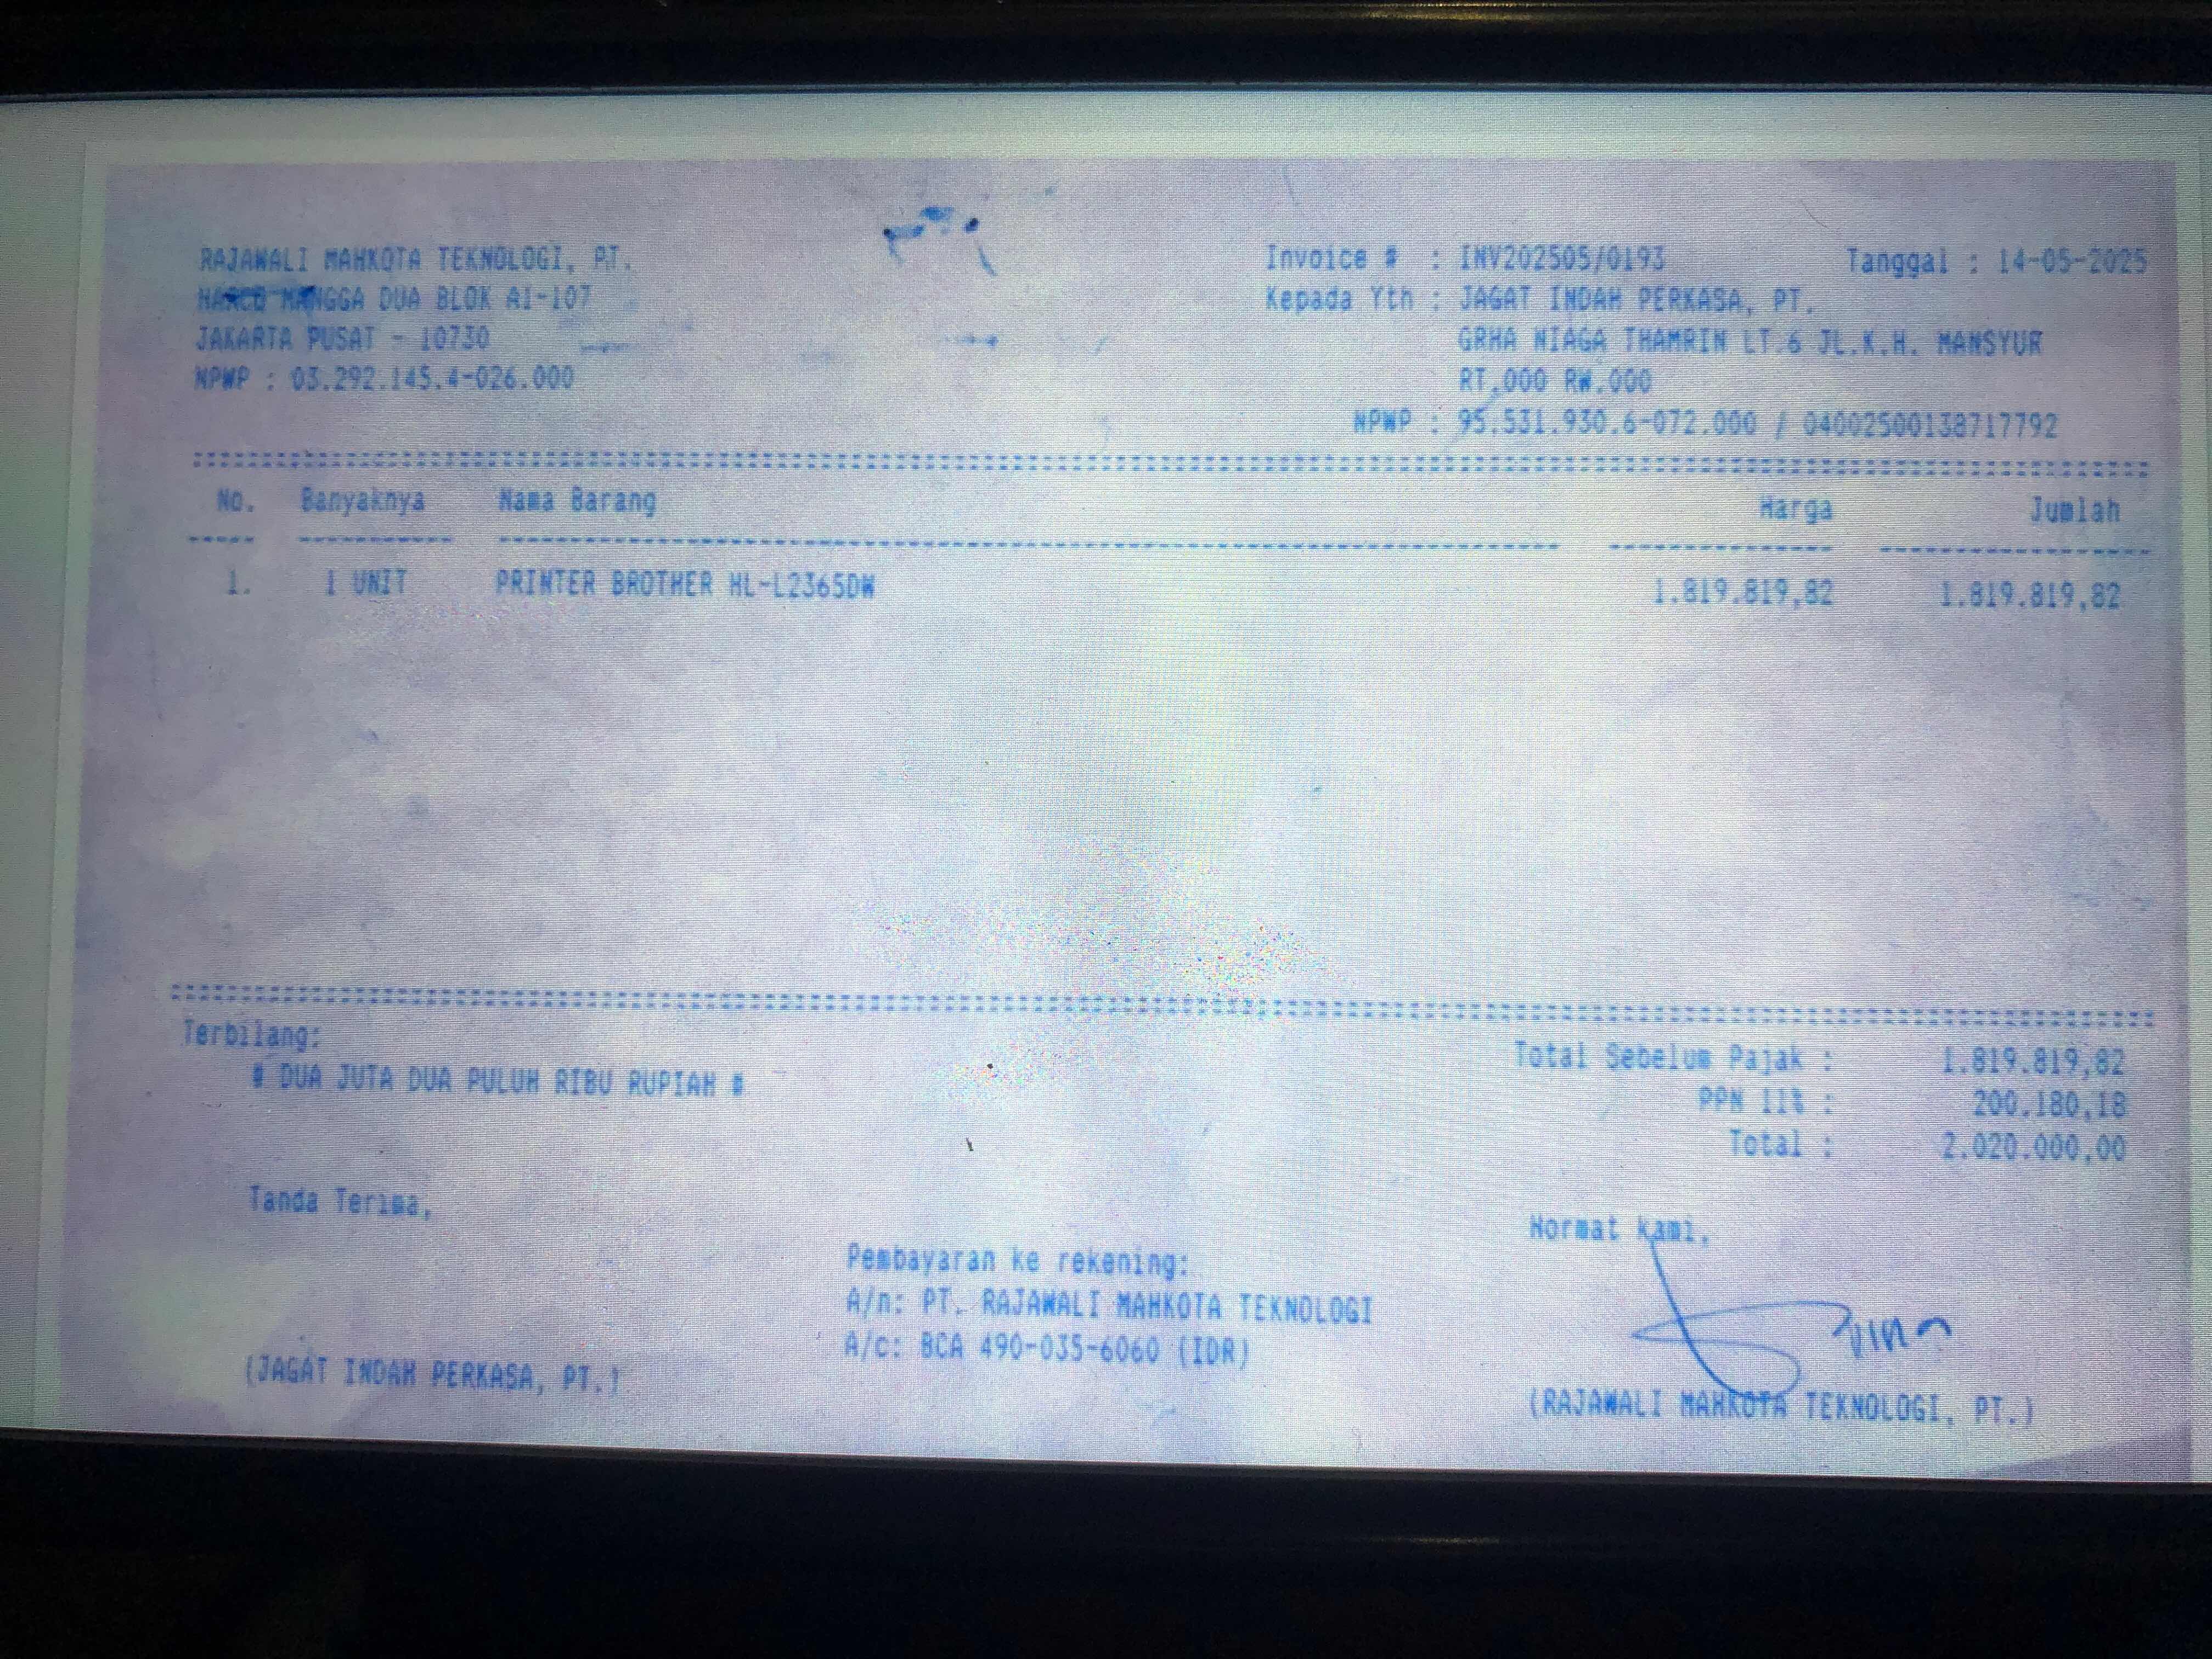 RAJAWALI MAHKOTA TEKNOLOGI, PT.
HARCO MANGGA DUA BLOK AI-107
JAKARTA PUSAT - 10730
NPWP : 03.292.145.4-026.000
Invoice # : INV202505/0193 Tanggal : 14-05-2025
Kepada Yth : JAGAT INDAH PERKASA, PT.
GRHA NIAGA THAMRIN LT.6 JL.K.H. MANSYUR
RT.000 RW.000
NPWP : 95.531.930.6-072.000 / 04002500138717792
No. Banyaknya Nama Barang Harga Jumlah
1. 1 UNIT PRINTER BROTHER HL-L2365DW 1.819.819,82 1.819.819,82
Terbilang:
# DUA JUTA DUA PULUH RIBU RUPIAH #
Total Sebelum Pajak : 1.819.819,82
PPN 11% : 200.180,18
Total : 2.020.000,00
Tanda Terima,
(JAGAT INDAH PERKASA, PT.)
Pembayaran ke rekening:
A/n: PT. RAJAWALI MAHKOTA TEKNOLOGI
A/c: BCA 490-035-6060 (IDR)
Hormat kami,
(RAJAWALI MAHKOTA TEKNOLOGI, PT.)